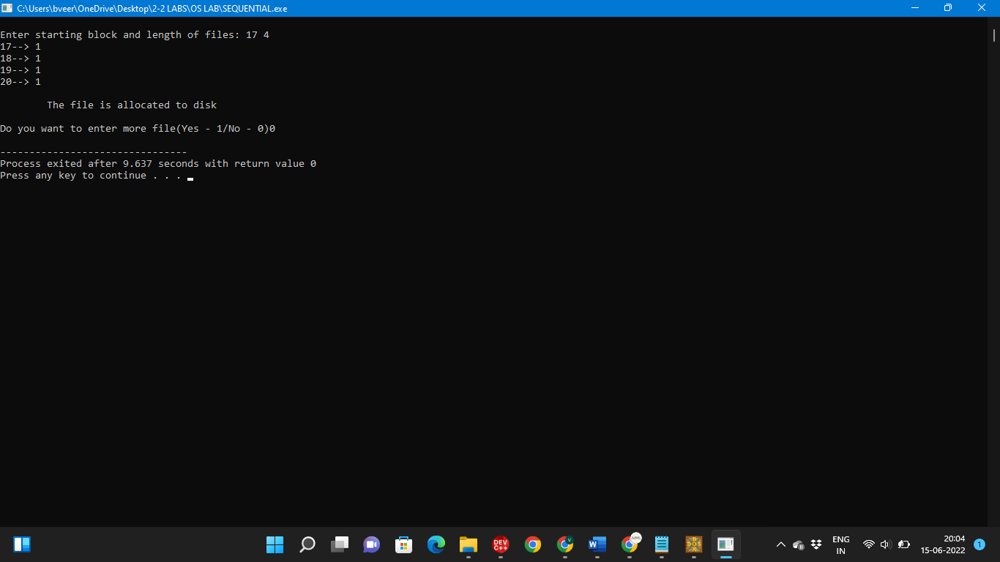 C:\Users\bveer\OneDrive\Desktop\2-2 LABS\OS LAB\SEQUENTIAL.exe
Enter starting block and length of files: 17 4
17--> 1
18--> 1
19--> 1
20--> 1
The file is allocated to disk
Do you want to enter more file(Yes - 1/No - 0)0
--------------------------------
Process exited after 9.637 seconds with return value 0
Press any key to continue . . .
DEV
C++
V
W
AIML
DOS
ENG
IN
20:04
15-06-2022
1